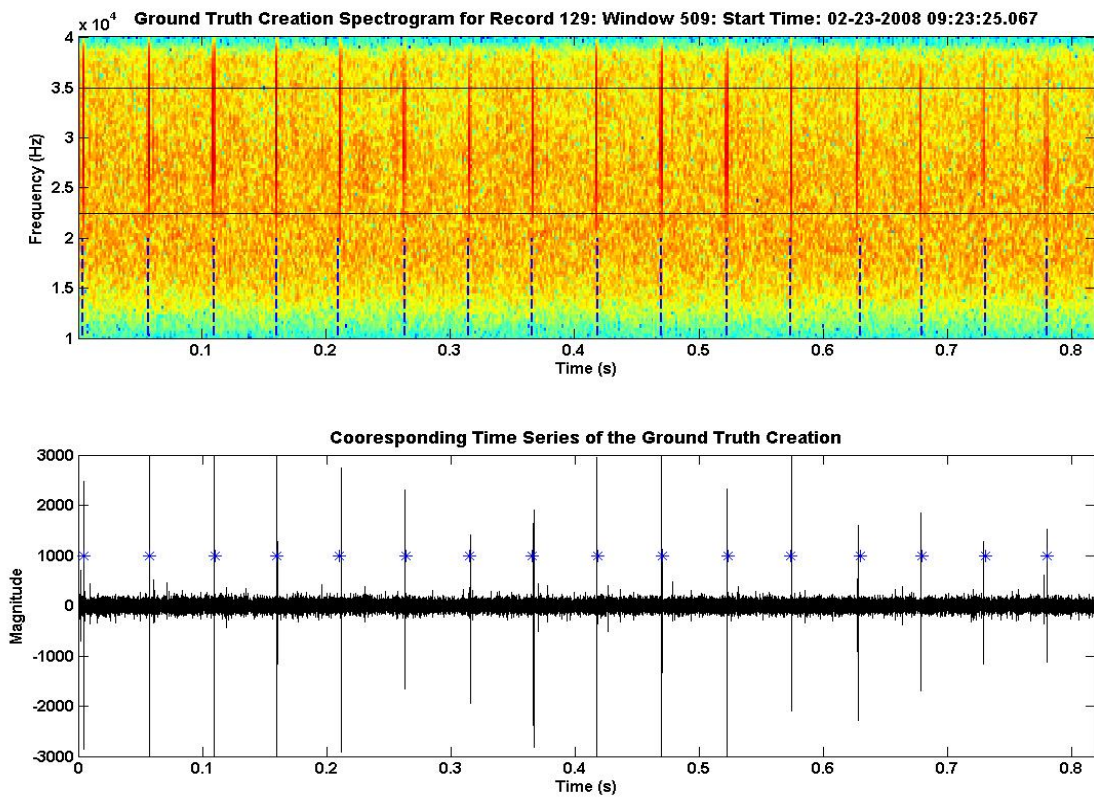 Ground Truth Creation Spectrogram for Record 129: Window 509: Start Time: 02-23-2008 09:23:25.067
x 10^4
4
3.5
3
2.5
2
1.5
1
Frequency (Hz)
0.1 0.2 0.3 0.4 0.5 0.6 0.7 0.8
Time (s)
Cooresponding Time Series of the Ground Truth Creation
3000
2000
1000
0
-1000
-2000
-3000
Magnitude
0 0.1 0.2 0.3 0.4 0.5 0.6 0.7 0.8
Time (s)